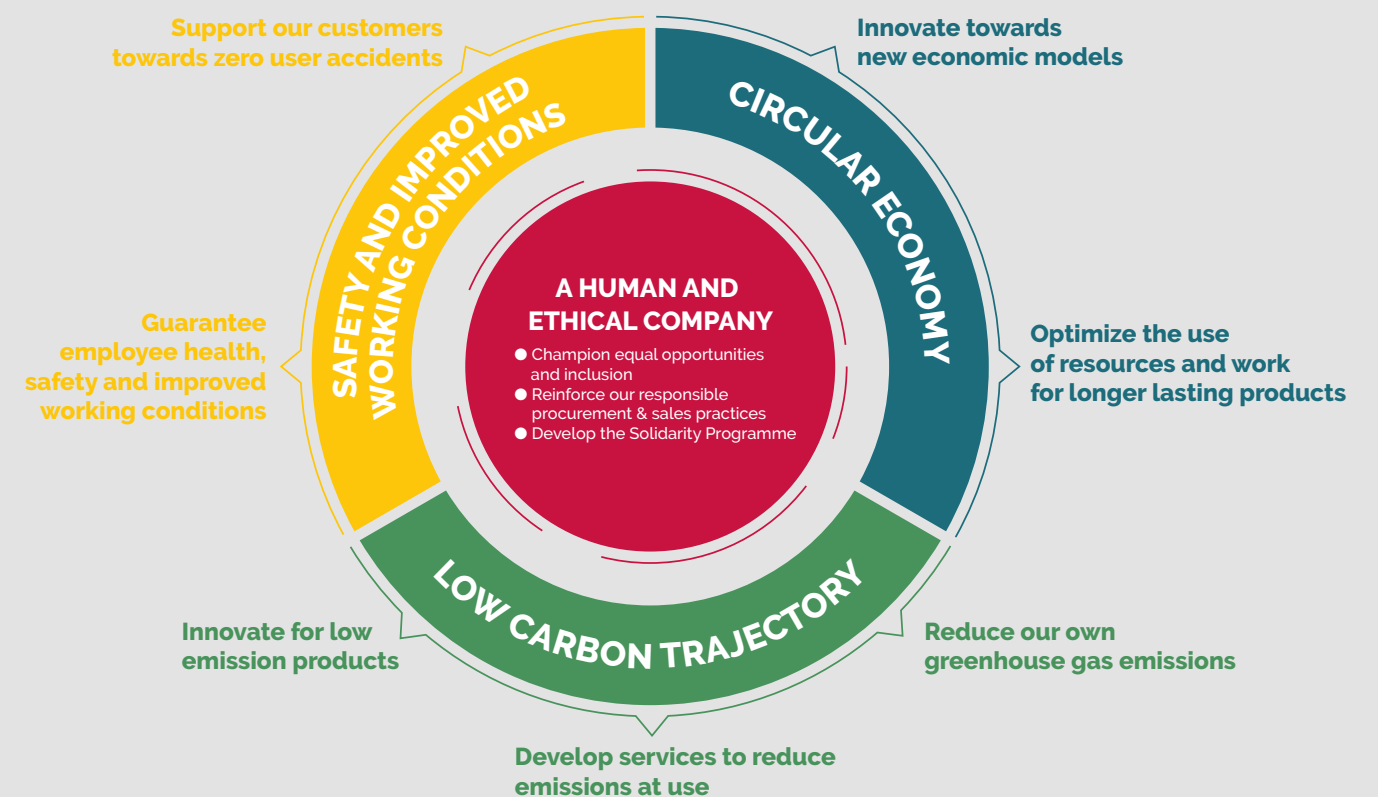 Support our customers
towards zero user accidents
Innovate towards
new economic models
SAFETY AND IMPROVED
WORKING CONDITIONS
CIRCULAR ECONOMY
A HUMAN AND
ETHICAL COMPANY
● Champion equal opportunities
and inclusion
● Reinforce our responsible
procurement & sales practices
● Develop the Solidarity Programme
Guarantee
employee health,
safety and improved
working conditions
Optimize the use
of resources and work
for longer lasting products
LOW CARBON TRAJECTORY
Innovate for low
emission products
Reduce our own
greenhouse gas emissions
Develop services to reduce
emissions at use